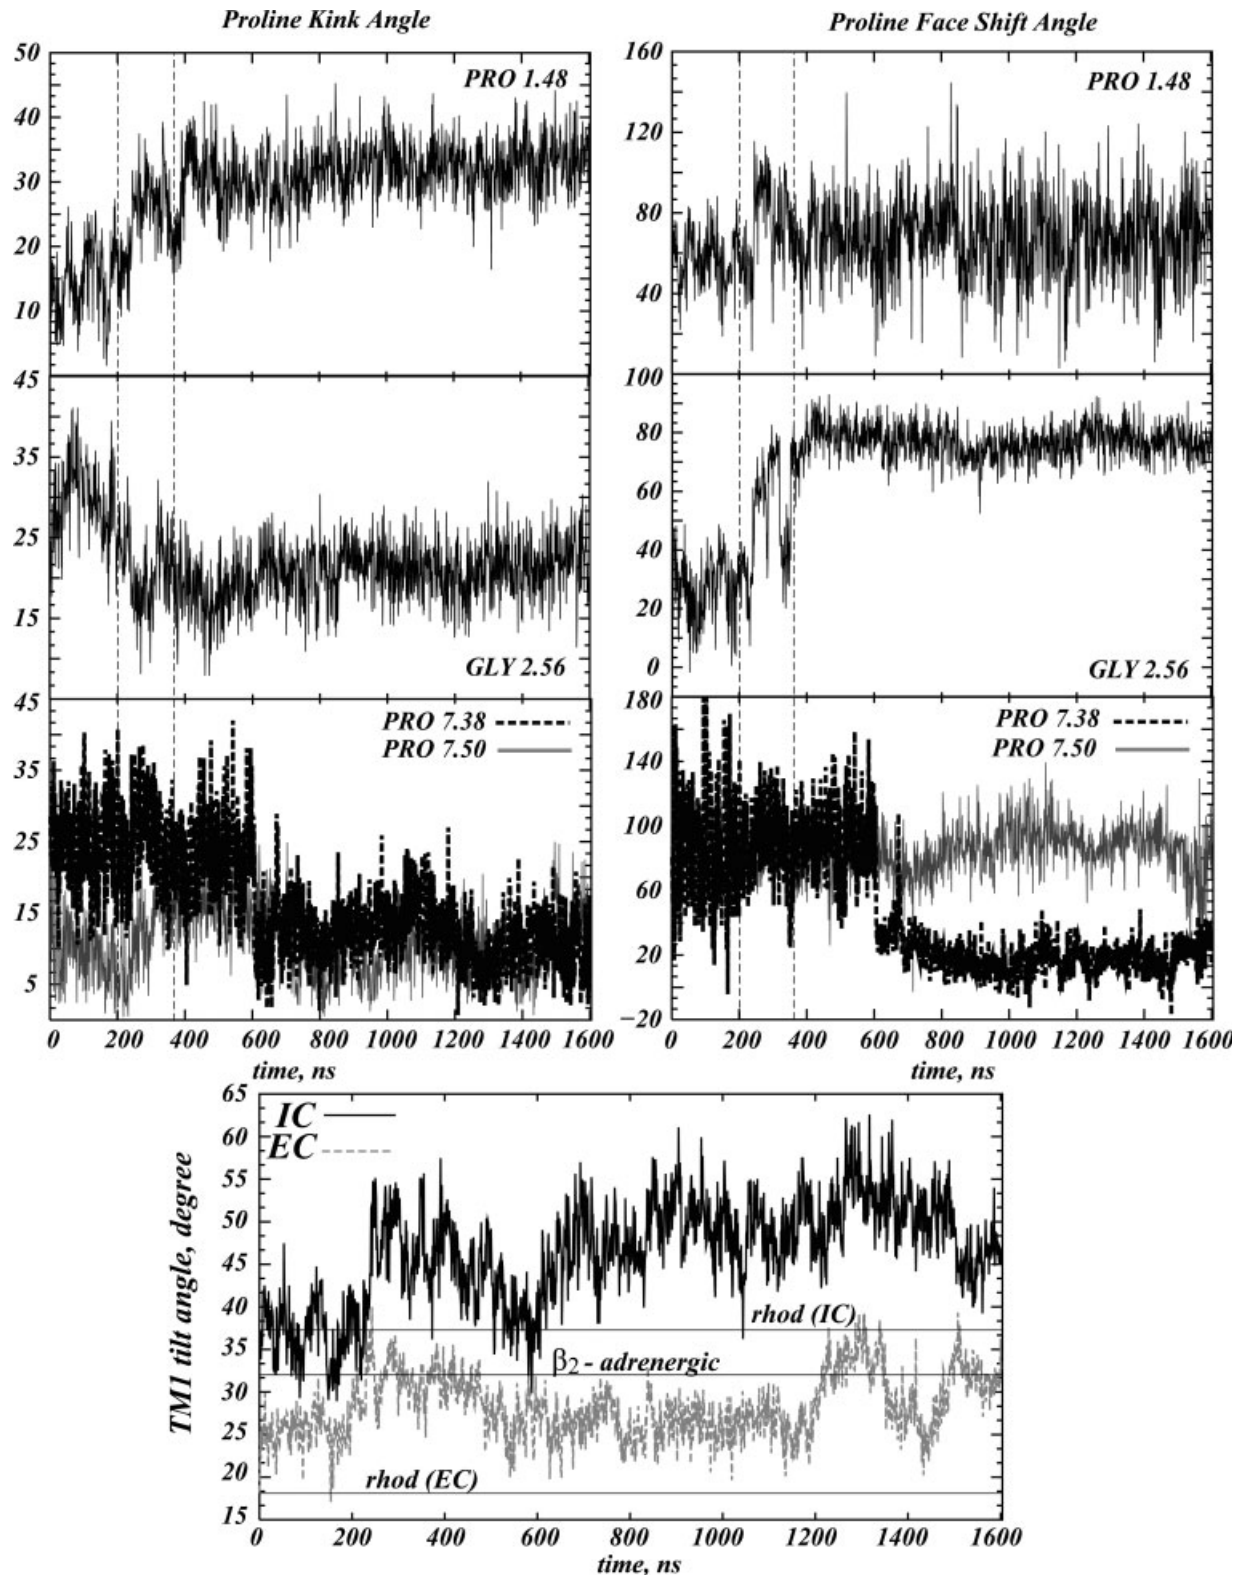 Proline Kink Angle
Proline Face Shift Angle
50
40
30
20
10
PRO 1.48
160
120
80
40
PRO 1.48
45
35
25
15
GLY 2.56
100
80
60
40
20
0
GLY 2.56
45
35
25
15
5
PRO 7.38
PRO 7.50
180
140
100
60
20
−20
PRO 7.38
PRO 7.50
0 200 400 600 800 1000 1200 1400 1600
time, ns
0 200 400 600 800 1000 1200 1400 1600
time, ns
TM1 tilt angle, degree
65
60
55
50
45
40
35
30
25
20
15
IC
EC
rhod (IC)
β2 - adrenergic
rhod (EC)
0 200 400 600 800 1000 1200 1400 1600
time, ns